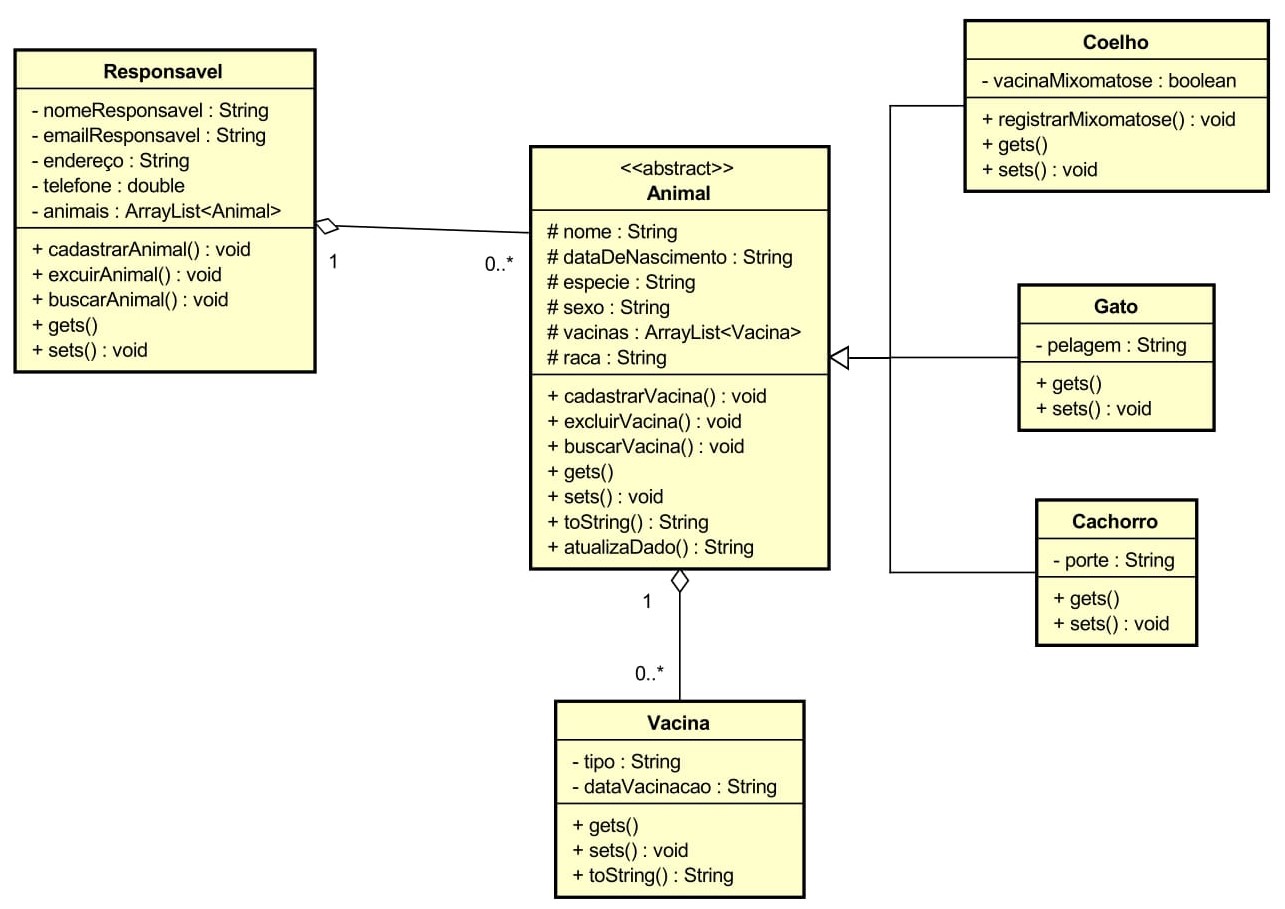 Responsavel
- nomeResponsavel : String
- emailResponsavel : String
- endereço : String
- telefone : double
- animais : ArrayList<Animal>
+ cadastrarAnimal() : void
+ excuirAnimal() : void
+ buscarAnimal() : void
+ gets()
+ sets() : void
1
0..*
<<abstract>>
Animal
# nome : String
# dataDeNascimento : String
# especie : String
# sexo : String
# vacinas : ArrayList<Vacina>
# raca : String
+ cadastrarVacina() : void
+ excluirVacina() : void
+ buscarVacina() : void
+ gets()
+ sets() : void
+ toString() : String
+ atualizaDado() : String
1
0..*
Vacina
- tipo : String
- dataVacinacao : String
+ gets()
+ sets() : void
+ toString() : String
Coelho
- vacinaMixomatose : boolean
+ registrarMixomatose() : void
+ gets()
+ sets() : void
Gato
- pelagem : String
+ gets()
+ sets() : void
Cachorro
- porte : String
+ gets()
+ sets() : void